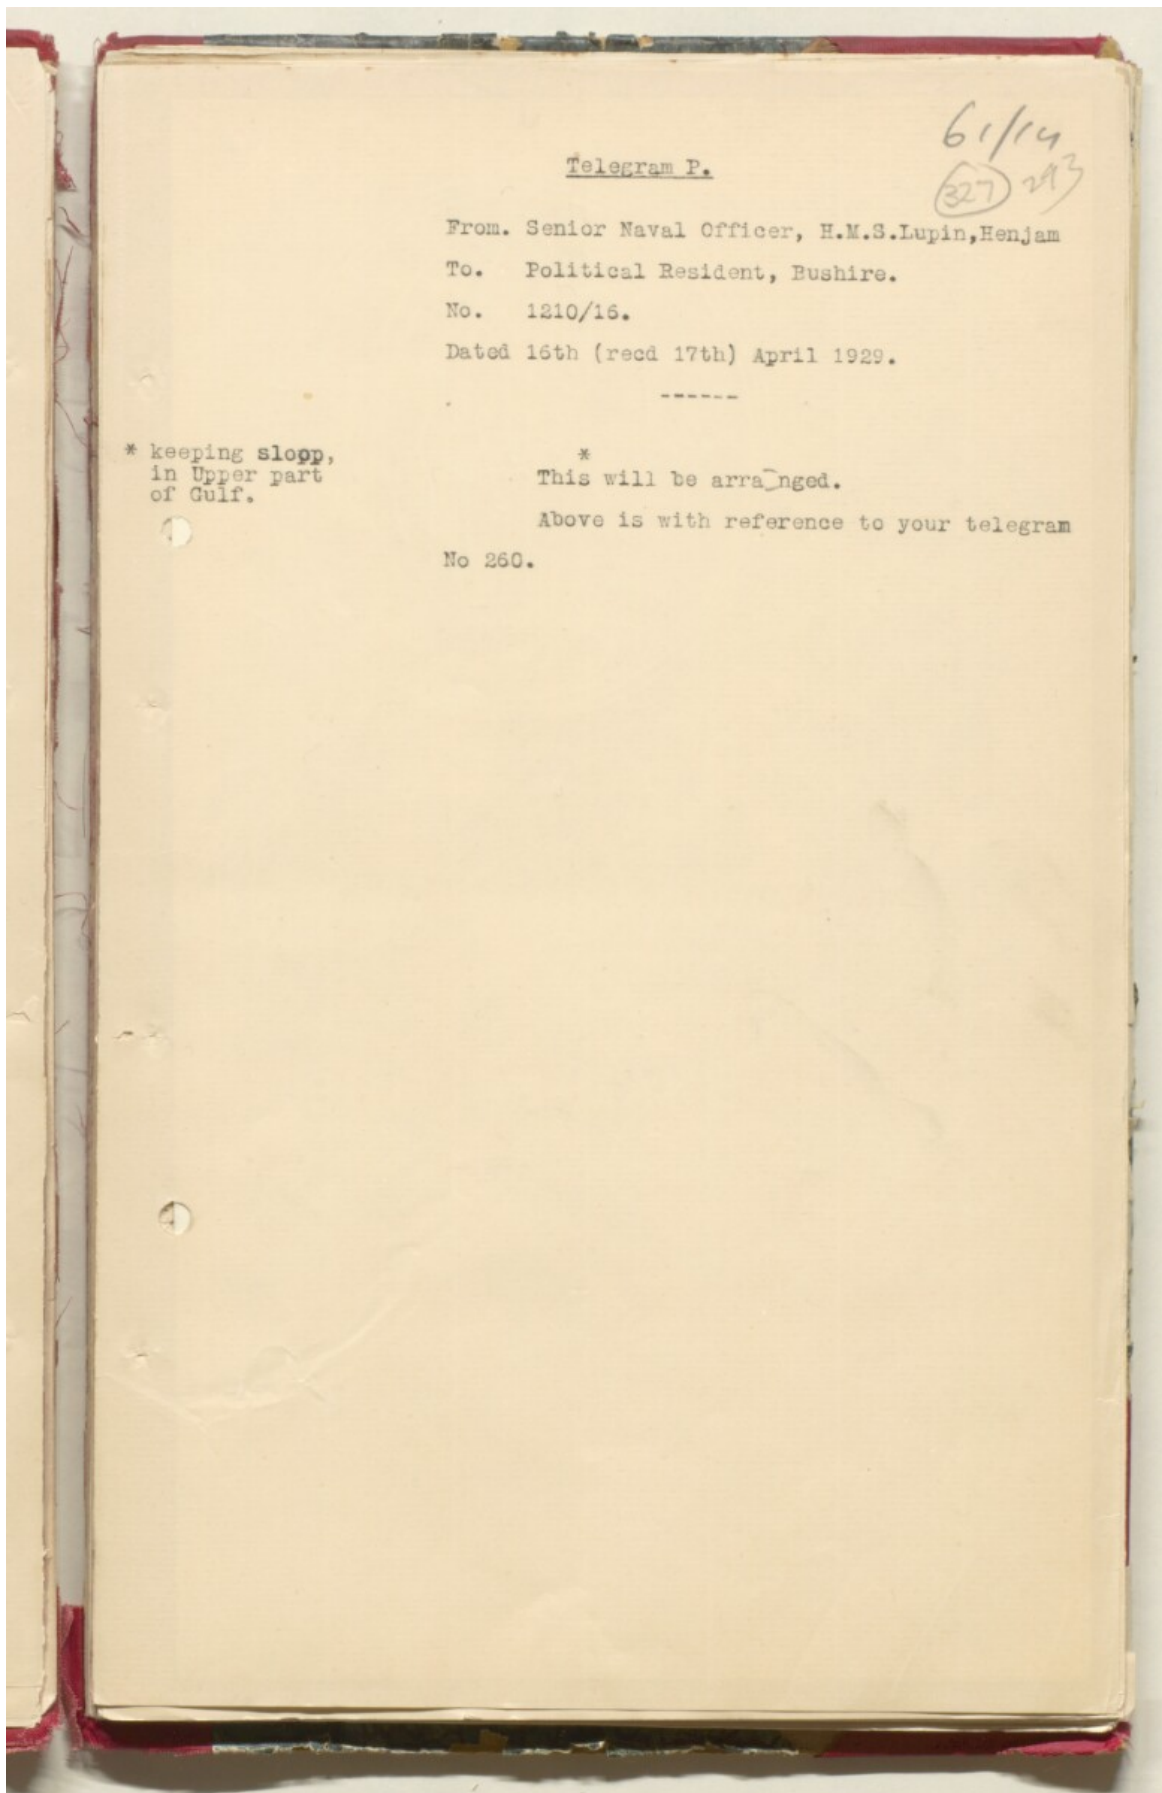 61/14
327 293
Telegram P.
From. Senior Naval Officer, H.M.S.Lupin,Henjam
To. Political Resident, Bushire.
No. 1210/16.
Dated 16th (recd 17th) April 1929.
------
* keeping sloop,
in Upper part
of Gulf.
*
This will be arranged.
Above is with reference to your telegram
No 260.